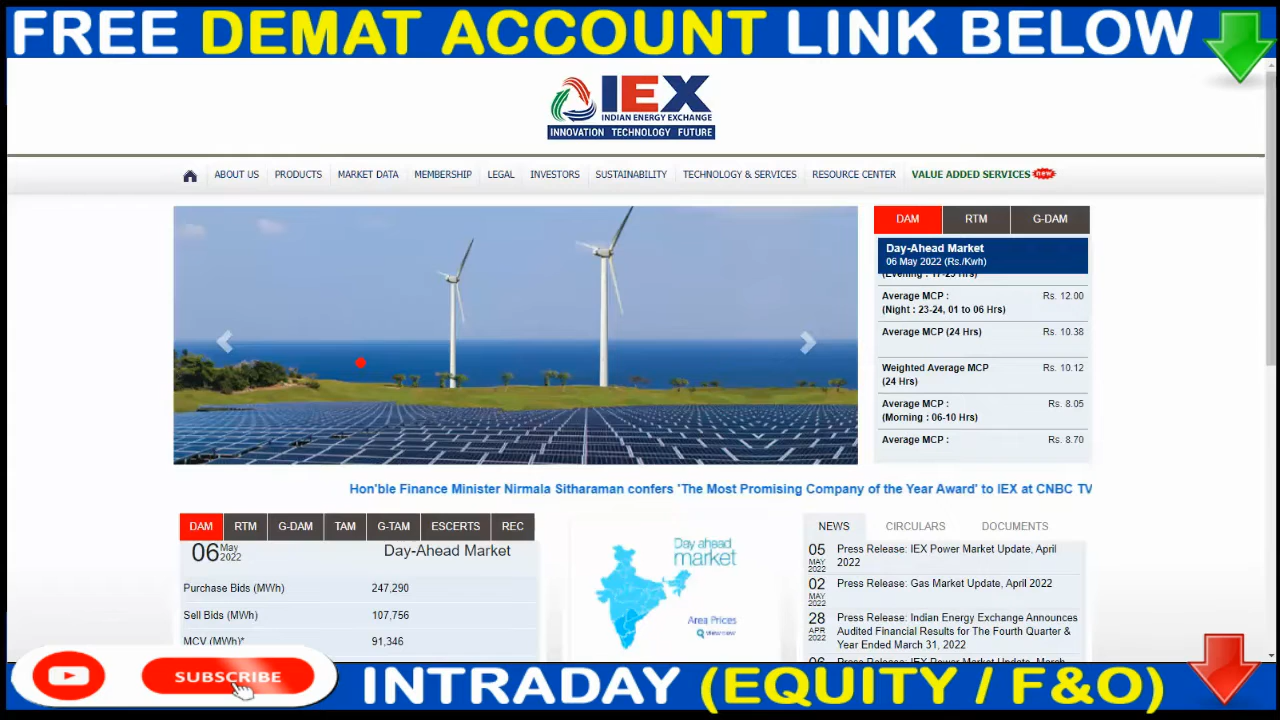 FREE DEMAT ACCOUNT LINK BELOW
IEX
INDIAN ENERGY EXCHANGE
INNOVATION TECHNOLOGY FUTURE
ABOUT US PRODUCTS MARKET DATA MEMBERSHIP LEGAL INVESTORS SUSTAINABILITY TECHNOLOGY & SERVICES RESOURCE CENTER VALUE ADDED SERVICES new
DAM RTM G-DAM
Day-Ahead Market
06 May 2022 (Rs./Kwh)
Average MCP : Rs. 12.00
(Night : 23-24, 01 to 06 Hrs)
Average MCP (24 Hrs) Rs. 10.38
Weighted Average MCP Rs. 10.12
(24 Hrs)
Average MCP : Rs. 8.05
(Morning : 06-10 Hrs)
Average MCP : Rs. 8.70
Hon'ble Finance Minister Nirmala Sitharaman confers 'The Most Promising Company of the Year Award' to IEX at CNBC TV
DAM RTM G-DAM TAM G-TAM ESCERTS REC
06 May 2022 Day-Ahead Market
Purchase Bids (MWh) 247,290
Sell Bids (MWh) 107,756
MCV (MWh)* 91,346
Day ahead
market
Area Prices
view now
NEWS CIRCULARS DOCUMENTS
05 MAY 2022 Press Release: IEX Power Market Update, April
2022
02 MAY 2022 Press Release: Gas Market Update, April 2022
28 APR 2022 Press Release: Indian Energy Exchange Announces
Audited Financial Results for The Fourth Quarter &
Year Ended March 31, 2022
Press Release: IEX Power Market Update, March
SUBSCRIBE
INTRADAY (EQUITY / F&O)